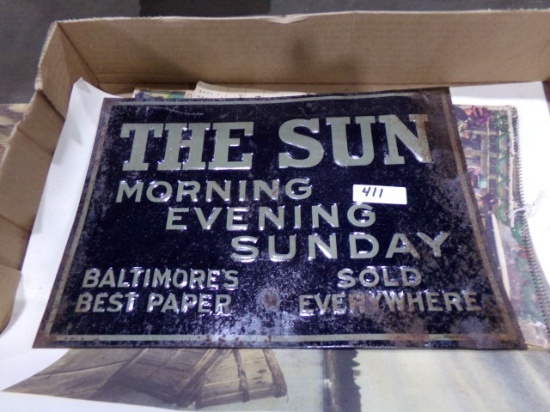 THE SUN
MORNING
EVENING
SUNDAY
411
BALTIMORE'S
BEST PAPER
SOLD
EVERYWHERE